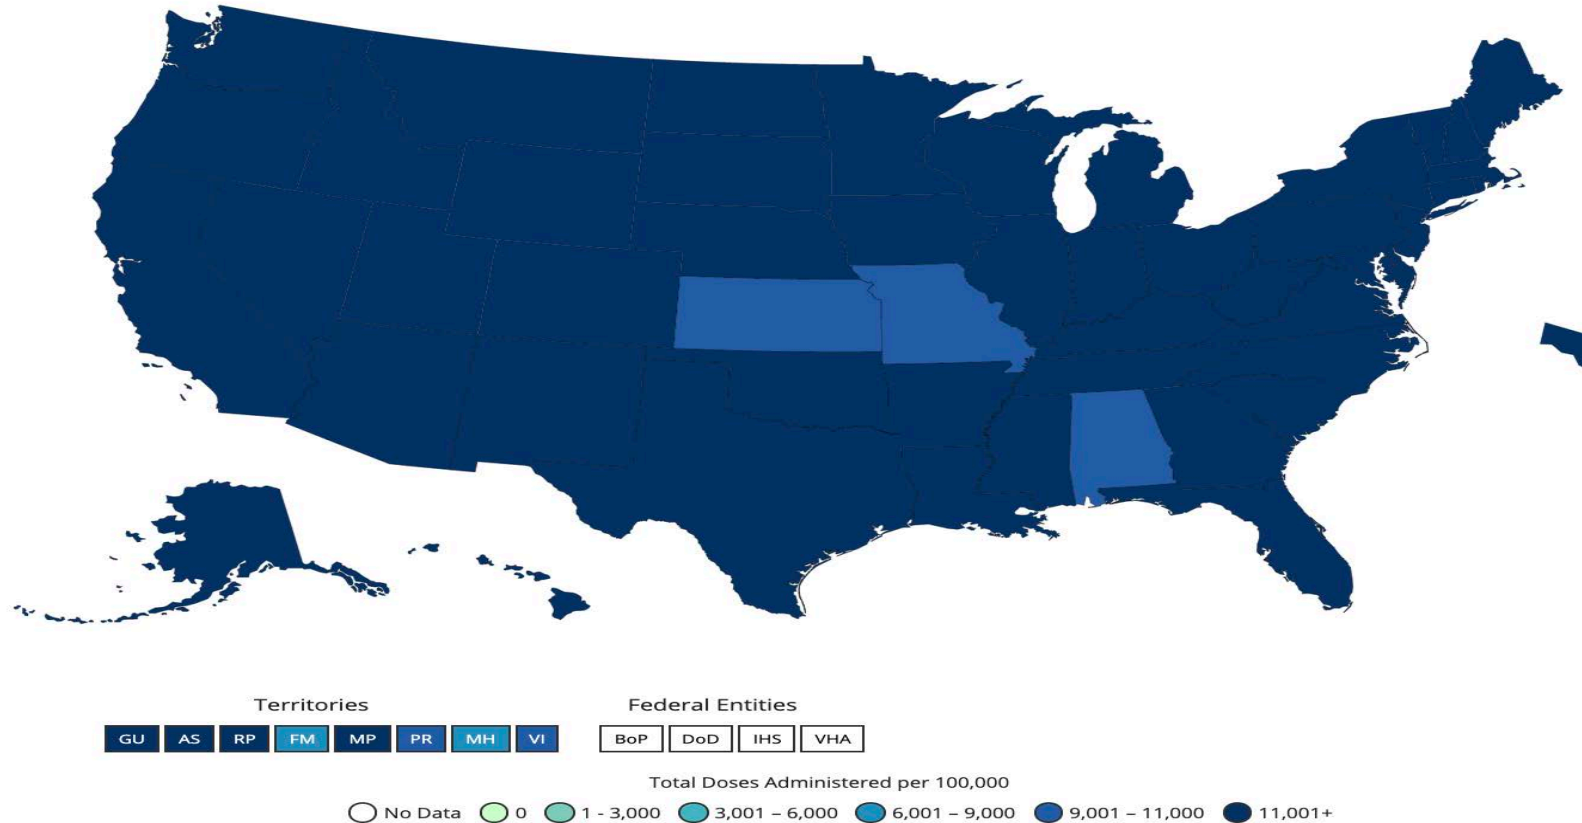 Territories
GU AS RP FM MP PR MH VI
Federal Entities
BoP DoD IHS VHA
Total Doses Administered per 100,000
No Data 0 1 - 3,000 3,001 – 6,000 6,001 – 9,000 9,001 – 11,000 11,001+